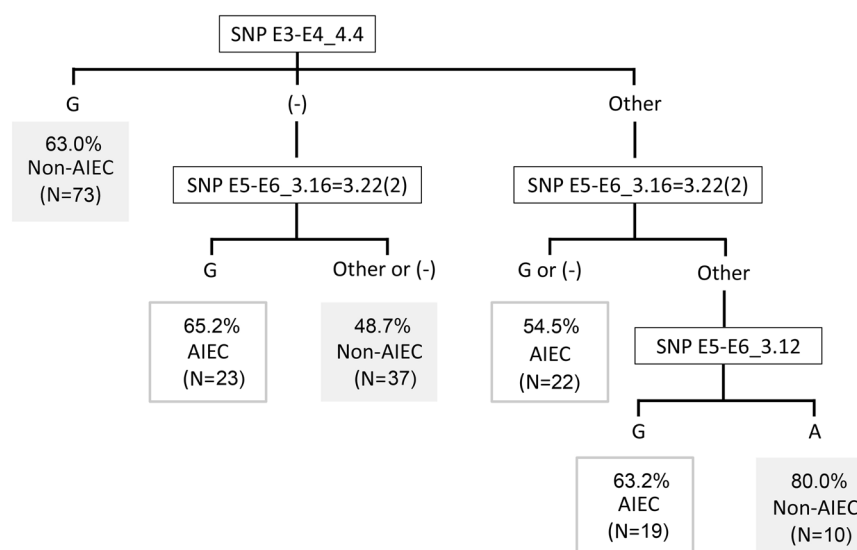 SNP E3-E4_4.4
G (-) Other
63.0%
Non-AIEC
(N=73)
SNP E5-E6_3.16=3.22(2) SNP E5-E6_3.16=3.22(2)
G Other or (-) G or (-) Other
65.2%
AIEC
(N=23)
48.7%
Non-AIEC
(N=37)
54.5%
AIEC
(N=22)
SNP E5-E6_3.12
G A
63.2%
AIEC
(N=19)
80.0%
Non-AIEC
(N=10)